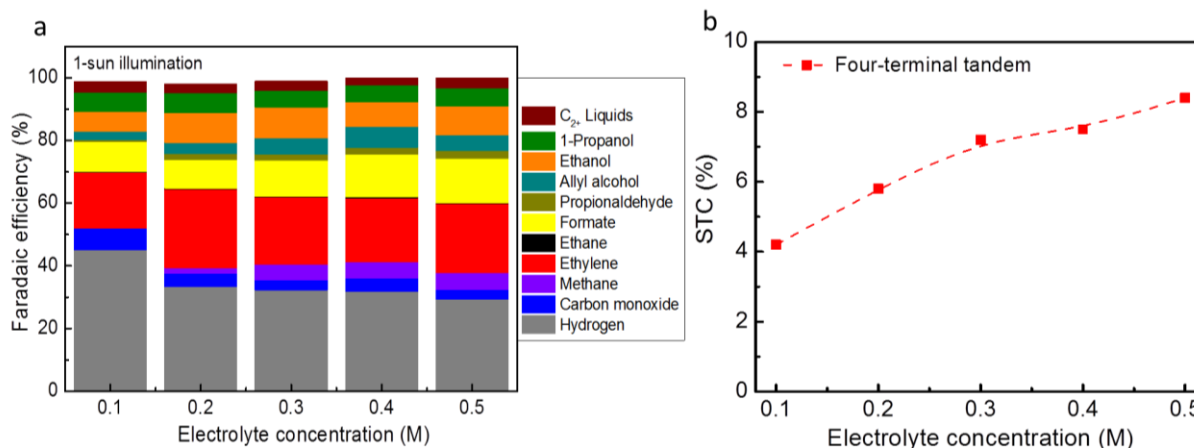 a
1-sun illumination
Faradaic efficiency (%)
100
80
60
40
20
0
0.1 0.2 0.3 0.4 0.5
Electrolyte concentration (M)
C2+ Liquids
1-Propanol
Ethanol
Allyl alcohol
Propionaldehyde
Formate
Ethane
Ethylene
Methane
Carbon monoxide
Hydrogen
b
Four-terminal tandem
STC (%)
10
8
6
4
2
0
0.1 0.2 0.3 0.4 0.5
Electrolyte concentration (M)